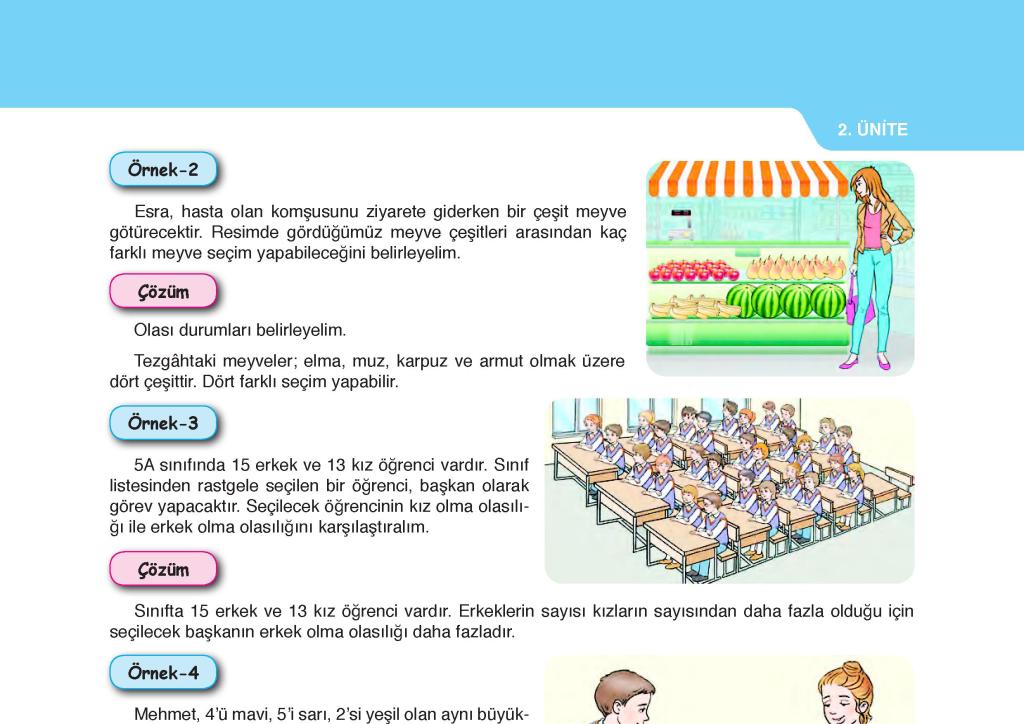 2. ÜNİTE
Örnek-2
Esra, hasta olan komşusunu ziyarete giderken bir çeşit meyve
götürecektir. Resimde gördüğümüz meyve çeşitleri arasından kaç
farklı meyve seçim yapabileceğini belirleyelim.
Çözüm
Olası durumları belirleyelim.
Tezgâhtaki meyveler; elma, muz, karpuz ve armut olmak üzere
dört çeşittir. Dört farklı seçim yapabilir.
Örnek-3
5A sınıfında 15 erkek ve 13 kız öğrenci vardır. Sınıf
listesinden rastgele seçilen bir öğrenci, başkan olarak
görev yapacaktır. Seçilecek öğrencinin kız olma olasılı-
ğı ile erkek olma olasılığını karşılaştıralım.
Çözüm
Sınıfta 15 erkek ve 13 kız öğrenci vardır. Erkeklerin sayısı kızların sayısından daha fazla olduğu için
seçilecek başkanın erkek olma olasılığı daha fazladır.
Örnek-4
Mehmet, 4’ü mavi, 5’i sarı, 2’si yeşil olan aynı büyük-